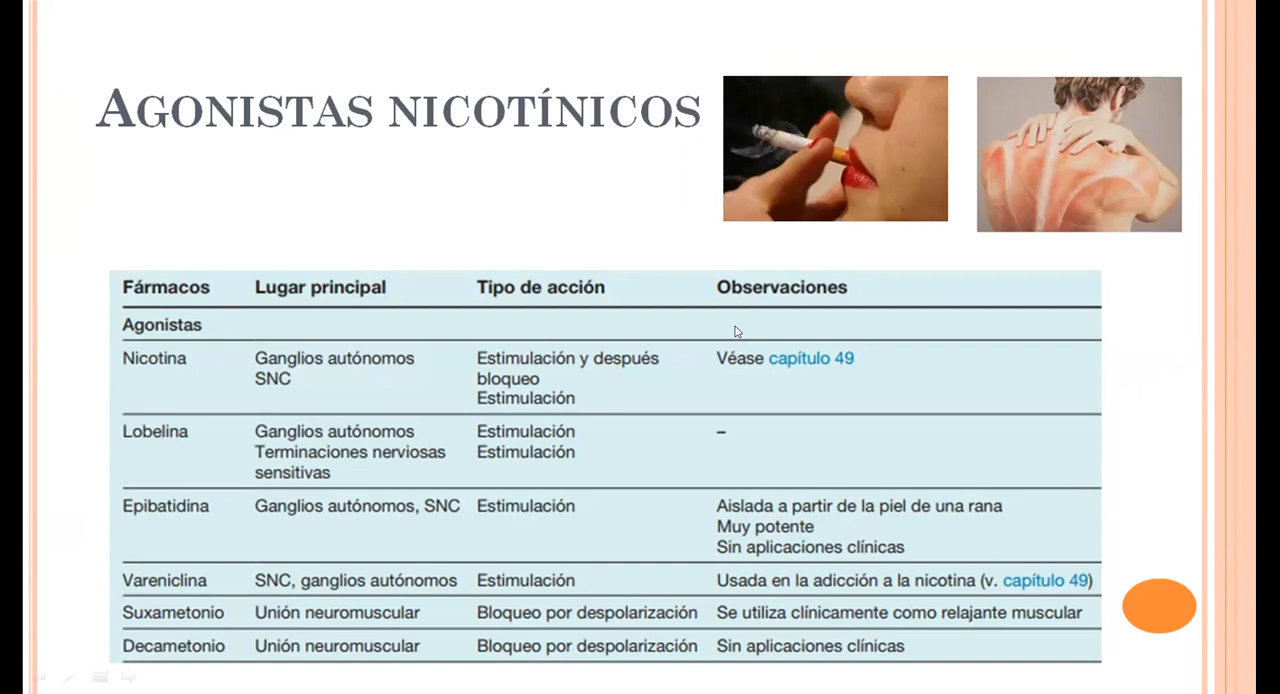 AGONISTAS NICOTÍNICOS
Fármacos Lugar principal Tipo de acción Observaciones
Agonistas
Nicotina Ganglios autónomos Estimulación y después Véase capítulo 49
SNC bloqueo
Estimulación
Lobelina Ganglios autónomos Estimulación –
Terminaciones nerviosas Estimulación
sensitivas
Epibatidina Ganglios autónomos, SNC Estimulación Aislada a partir de la piel de una rana
Muy potente
Sin aplicaciones clínicas
Vareniclina SNC, ganglios autónomos Estimulación Usada en la adicción a la nicotina (v. capítulo 49)
Suxametonio Unión neuromuscular Bloqueo por despolarización Se utiliza clínicamente como relajante muscular
Decametonio Unión neuromuscular Bloqueo por despolarización Sin aplicaciones clínicas